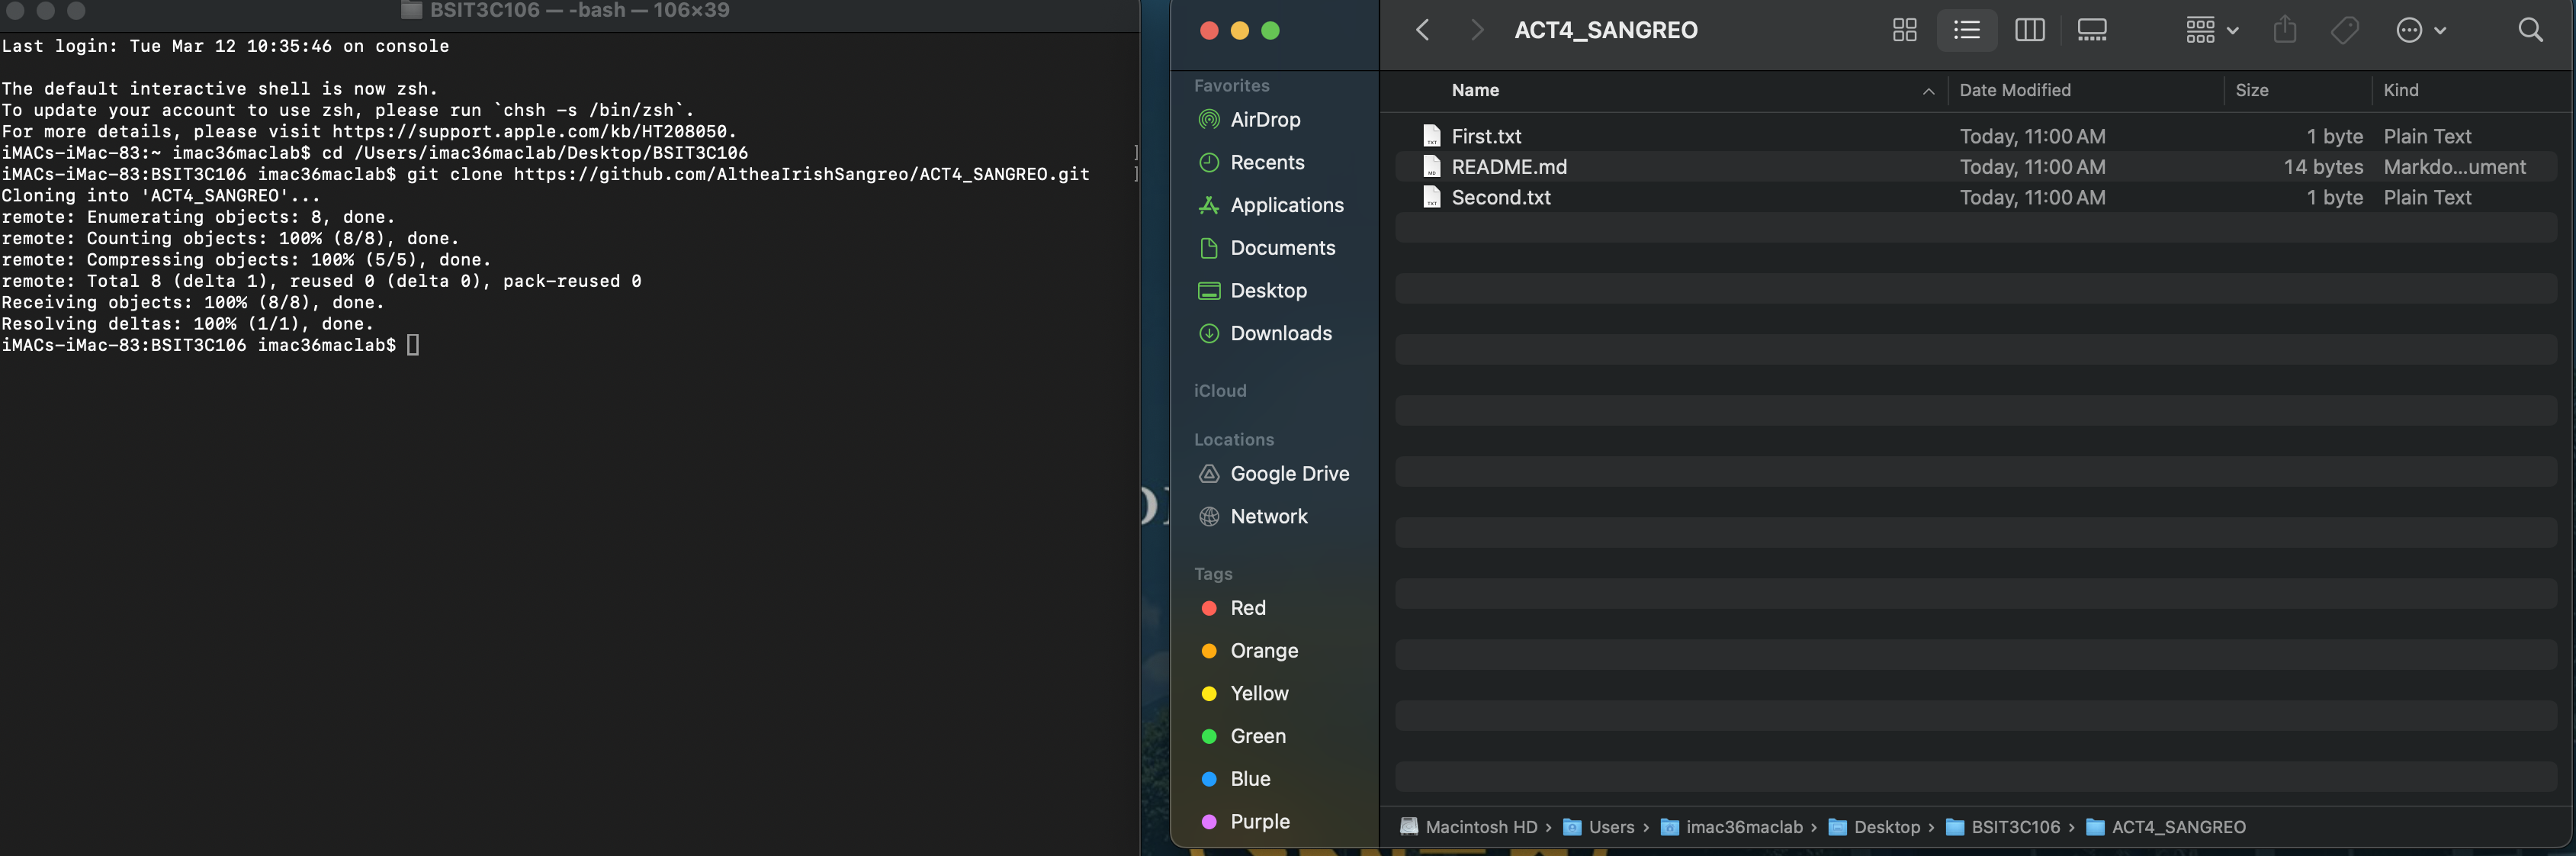 BSIT3C106 — -bash — 106×39
Last login: Tue Mar 12 10:35:46 on console
The default interactive shell is now zsh.
To update your account to use zsh, please run `chsh -s /bin/zsh`.
For more details, please visit https://support.apple.com/kb/HT208050.
iMACs-iMac-83:~ imac36maclab$ cd /Users/imac36maclab/Desktop/BSIT3C106
iMACs-iMac-83:BSIT3C106 imac36maclab$ git clone https://github.com/AltheaIrishSangreo/ACT4_SANGREO.git
Cloning into 'ACT4_SANGREO'...
remote: Enumerating objects: 8, done.
remote: Counting objects: 100% (8/8), done.
remote: Compressing objects: 100% (5/5), done.
remote: Total 8 (delta 1), reused 0 (delta 0), pack-reused 0
Receiving objects: 100% (8/8), done.
Resolving deltas: 100% (1/1), done.
iMACs-iMac-83:BSIT3C106 imac36maclab$
Favorites
AirDrop
Recents
Applications
Documents
Desktop
Downloads
iCloud
Locations
Google Drive
Network
Tags
Red
Orange
Yellow
Green
Blue
Purple
ACT4_SANGREO
Name Date Modified Size Kind
First.txt Today, 11:00 AM 1 byte Plain Text
README.md Today, 11:00 AM 14 bytes Markdo...ument
Second.txt Today, 11:00 AM 1 byte Plain Text
Macintosh HD › Users › imac36maclab › Desktop › BSIT3C106 › ACT4_SANGREO